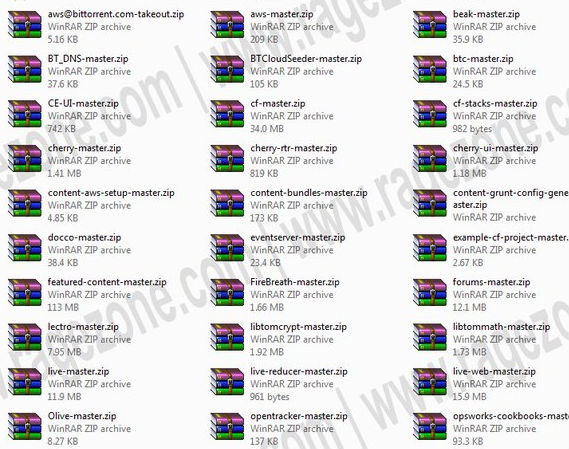 aws@bittorrent.com-takeout.zip
WinRAR ZIP archive
5.16 KB
aws-master.zip
WinRAR ZIP archive
209 KB
beak-master.zip
WinRAR ZIP archive
35.9 KB
BT_DNS-master.zip
WinRAR ZIP archive
37.6 KB
BTCloudSeeder-master.zip
WinRAR ZIP archive
105 KB
btc-master.zip
WinRAR ZIP archive
24.5 KB
CE-UI-master.zip
WinRAR ZIP archive
742 KB
cf-master.zip
WinRAR ZIP archive
34.0 MB
cf-stacks-master.zip
WinRAR ZIP archive
982 bytes
cherry-master.zip
WinRAR ZIP archive
1.41 MB
cherry-rtr-master.zip
WinRAR ZIP archive
819 KB
cherry-ui-master.zip
WinRAR ZIP archive
1.18 MB
content-aws-setup-master.zip
WinRAR ZIP archive
4.85 KB
content-bundles-master.zip
WinRAR ZIP archive
173 KB
content-grunt-config-gene
aster.zip
WinRAR ZIP archive
docco-master.zip
WinRAR ZIP archive
38.4 KB
eventserver-master.zip
WinRAR ZIP archive
23.4 KB
example-cf-project-master.
WinRAR ZIP archive
2.67 KB
featured-content-master.zip
WinRAR ZIP archive
113 MB
FireBreath-master.zip
WinRAR ZIP archive
1.66 MB
forums-master.zip
WinRAR ZIP archive
12.1 MB
lectro-master.zip
WinRAR ZIP archive
7.95 MB
libtomcrypt-master.zip
WinRAR ZIP archive
1.92 MB
libtommath-master.zip
WinRAR ZIP archive
1.73 MB
live-master.zip
WinRAR ZIP archive
11.9 MB
live-reducer-master.zip
WinRAR ZIP archive
961 bytes
live-web-master.zip
WinRAR ZIP archive
15.9 MB
Olive-master.zip
WinRAR ZIP archive
8.27 KB
opentracker-master.zip
WinRAR ZIP archive
137 KB
opsworks-cookbooks-mast
WinRAR ZIP archive
93.3 KB
www.ragezone.com | www.ragezone.com
www.ragezone.com | www.ragezone.com